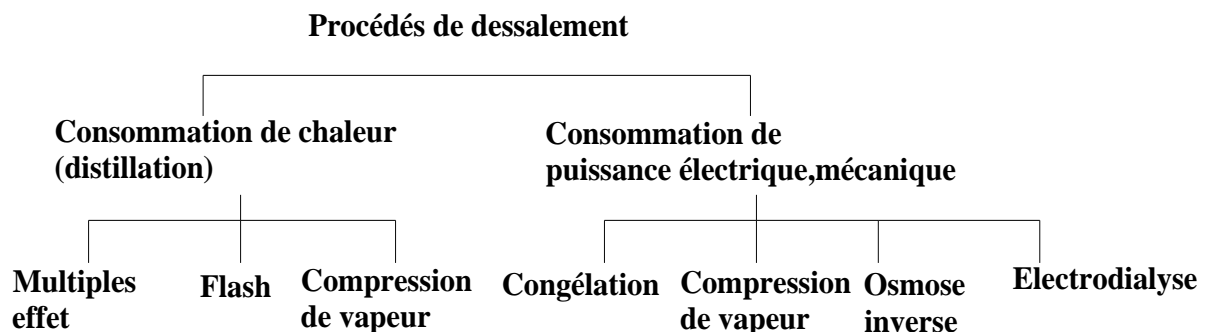 Procédés de dessalement
Consommation de chaleur
(distillation)
Consommation de
puissance électrique,mécanique
Multiples
effet
Flash
Compression
de vapeur
Congélation
Compression
de vapeur
Osmose
inverse
Electrodialyse